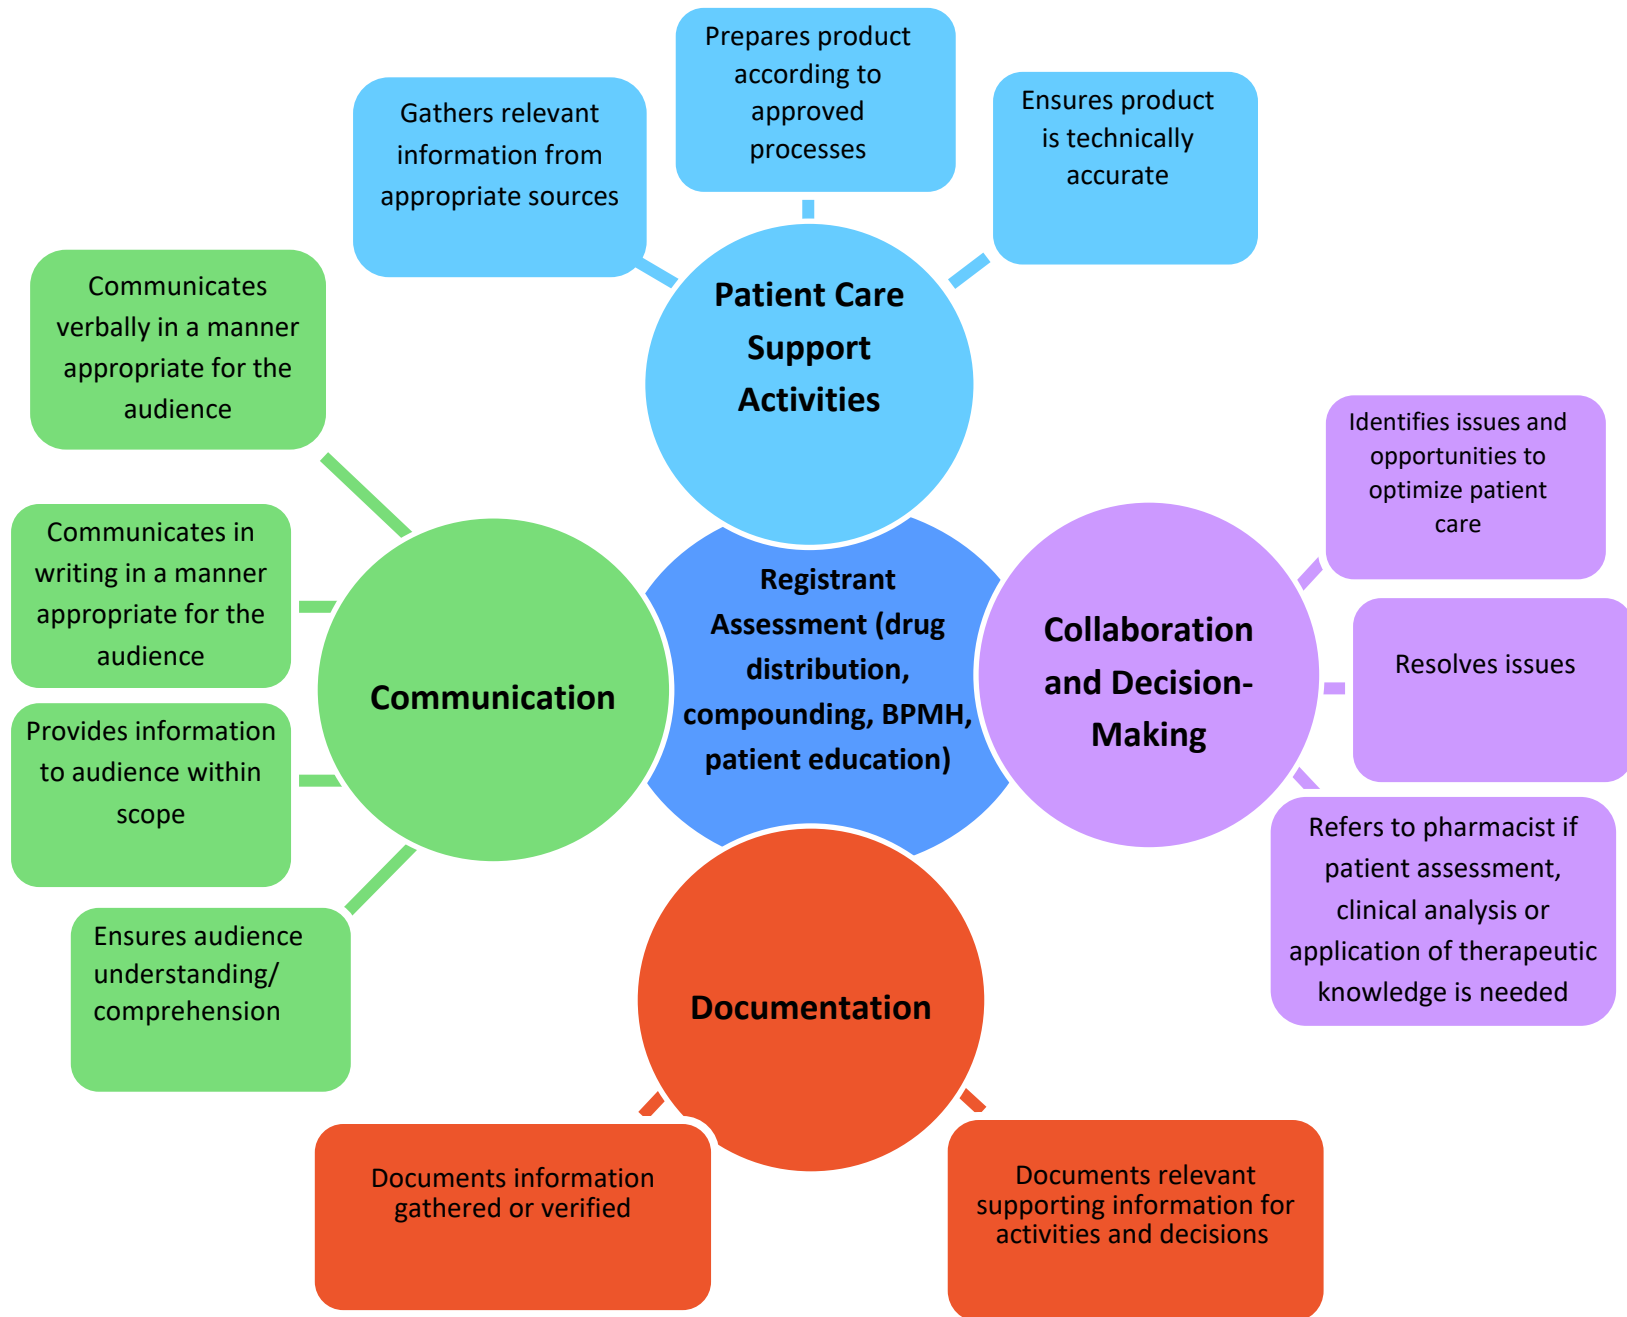 Prepares product
according to
approved
processes
Gathers relevant
information from
appropriate sources
Ensures product
is technically
accurate
Patient Care
Support
Activities
Communicates
verbally in a manner
appropriate for the
audience
Communicates in
writing in a manner
appropriate for the
audience
Provides information
to audience within
scope
Ensures audience
understanding/
comprehension
Communication
Registrant
Assessment (drug
distribution,
compounding, BPMH,
patient education)
Collaboration
and Decision-
Making
Identifies issues and
opportunities to
optimize patient
care
Resolves issues
Refers to pharmacist if
patient assessment,
clinical analysis or
application of therapeutic
knowledge is needed
Documentation
Documents information
gathered or verified
Documents relevant
supporting information for
activities and decisions